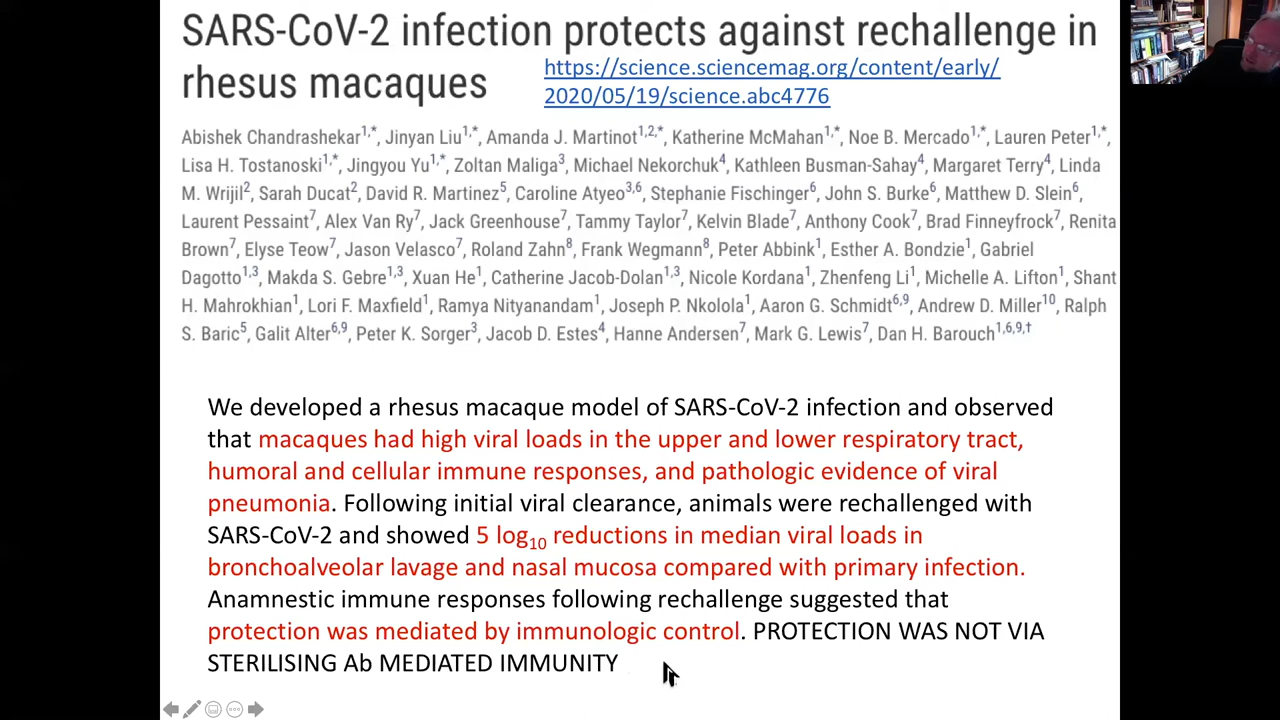 SARS-CoV-2 infection protects against rechallenge in
rhesus macaques
https://science.sciencemag.org/content/early/
2020/05/19/science.abc4776
Abishek Chandrashekar1,*, Jinyan Liu1,*, Amanda J. Martinot1,2,*, Katherine McMahan1,*, Noe B. Mercado1,*, Lauren Peter1,*,
Lisa H. Tostanoski1,*, Jingyou Yu1,*, Zoltan Maliga3, Michael Nekorchuk4, Kathleen Busman-Sahay4, Margaret Terry4, Linda
M. Wrijil2, Sarah Ducat2, David R. Martinez5, Caroline Atyeo3,6, Stephanie Fischinger6, John S. Burke6, Matthew D. Slein6,
Laurent Pessaint7, Alex Van Ry7, Jack Greenhouse7, Tammy Taylor7, Kelvin Blade7, Anthony Cook7, Brad Finneyfrock7, Renita
Brown7, Elyse Teow7, Jason Velasco7, Roland Zahn8, Frank Wegmann8, Peter Abbink1, Esther A. Bondzie1, Gabriel
Dagotto1,3, Makda S. Gebre1,3, Xuan He1, Catherine Jacob-Dolan1,3, Nicole Kordana1, Zhenfeng Li1, Michelle A. Lifton1, Shant
H. Mahrokhian1, Lori F. Maxfield1, Ramya Nityanandam1, Joseph P. Nkolola1, Aaron G. Schmidt6,9, Andrew D. Miller10, Ralph
S. Baric5, Galit Alter6,9, Peter K. Sorger3, Jacob D. Estes4, Hanne Andersen7, Mark G. Lewis7, Dan H. Barouch1,6,9,†
We developed a rhesus macaque model of SARS-CoV-2 infection and observed
that macaques had high viral loads in the upper and lower respiratory tract,
humoral and cellular immune responses, and pathologic evidence of viral
pneumonia. Following initial viral clearance, animals were rechallenged with
SARS-CoV-2 and showed 5 log10 reductions in median viral loads in
bronchoalveolar lavage and nasal mucosa compared with primary infection.
Anamnestic immune responses following rechallenge suggested that
protection was mediated by immunologic control. PROTECTION WAS NOT VIA
STERILISING Ab MEDIATED IMMUNITY